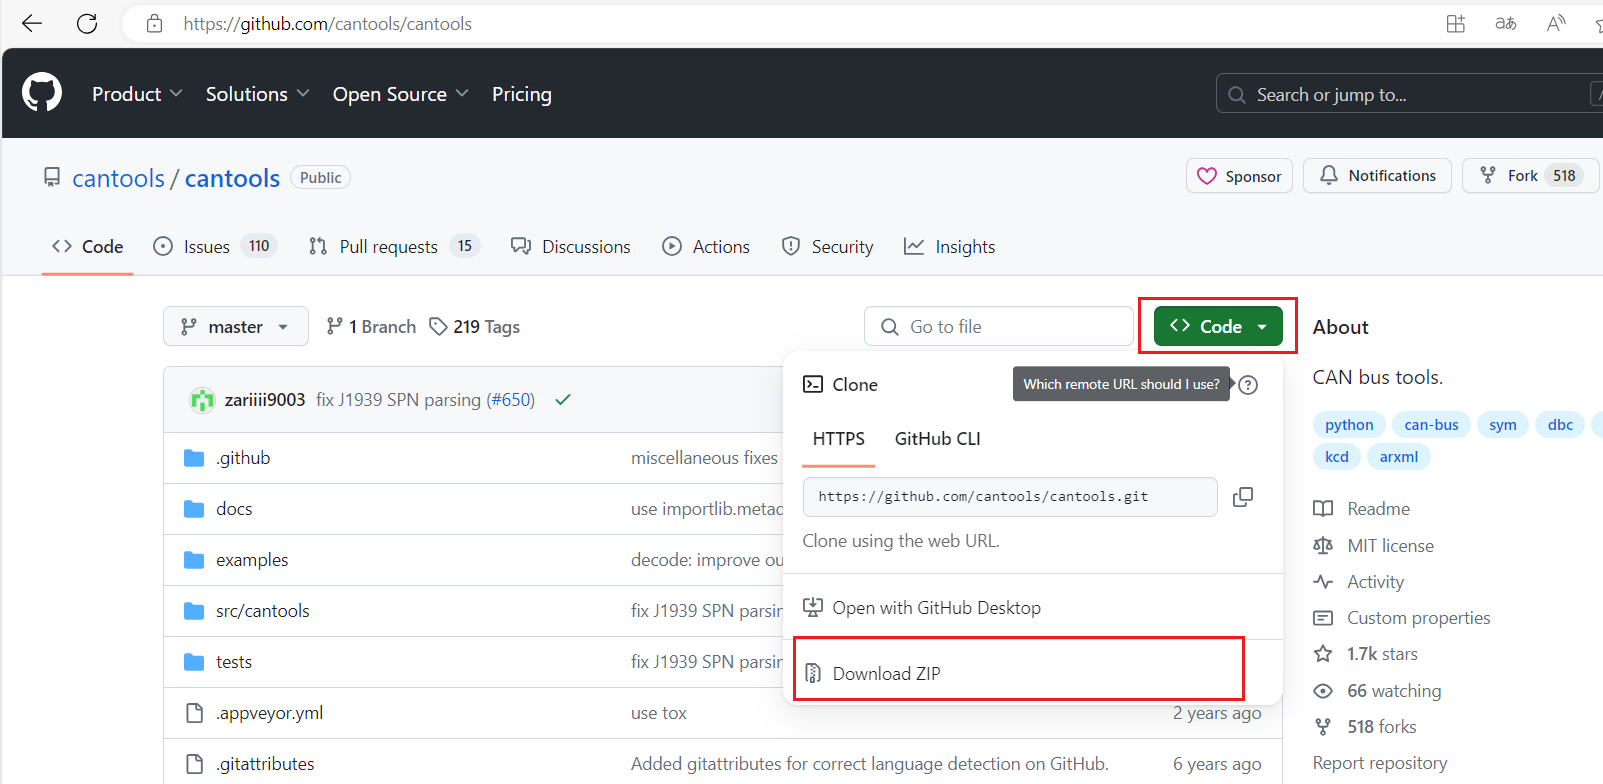 https://github.com/cantools/cantools
Product Solutions Open Source Pricing
Search or jump to...
cantools / cantools Public
Sponsor Notifications Fork 518
Code Issues 110 Pull requests 15 Discussions Actions Security Insights
master 1 Branch 219 Tags
Go to file
Code
About
CAN bus tools.
python can-bus sym dbc
kcd arxml
Readme
MIT license
Activity
Custom properties
1.7k stars
66 watching
518 forks
Report repository
zariiii9003 fix J1939 SPN parsing (#650)
.github miscellaneous fixes
docs use importlib.metad
examples decode: improve ou
src/cantools fix J1939 SPN parsin
tests fix J1939 SPN parsin
.appveyor.yml use tox 2 years ago
.gitattributes Added gitattributes for correct language detection on GitHub. 6 years ago
Clone
Which remote URL should I use?
HTTPS GitHub CLI
https://github.com/cantools/cantools.git
Clone using the web URL.
Open with GitHub Desktop
Download ZIP